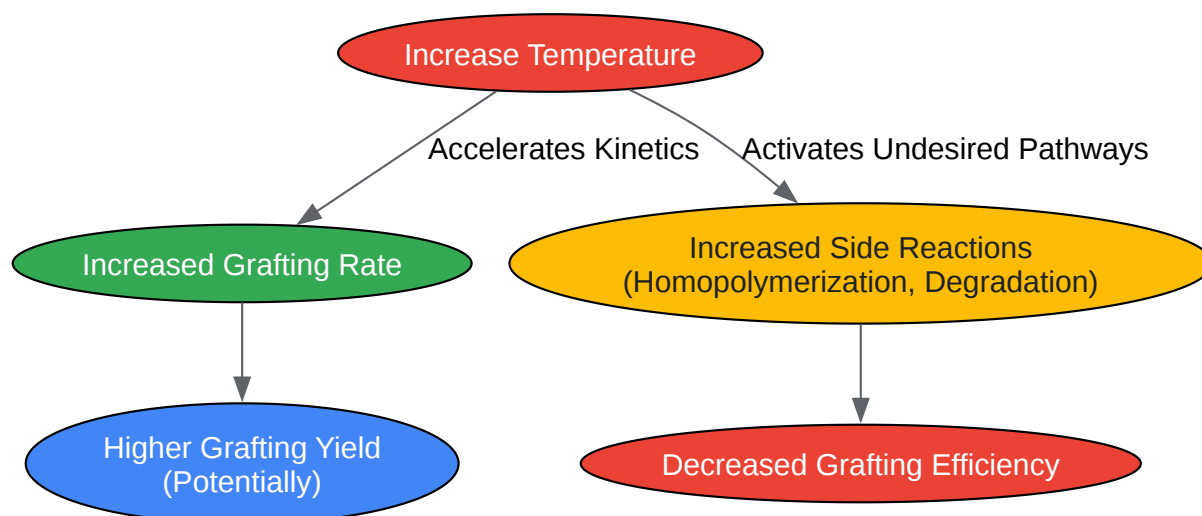 Increase Temperature
Accelerates Kinetics
Activates Undesired Pathways
Increased Grafting Rate
Increased Side Reactions
(Homopolymerization, Degradation)
Higher Grafting Yield
(Potentially)
Decreased Grafting Efficiency